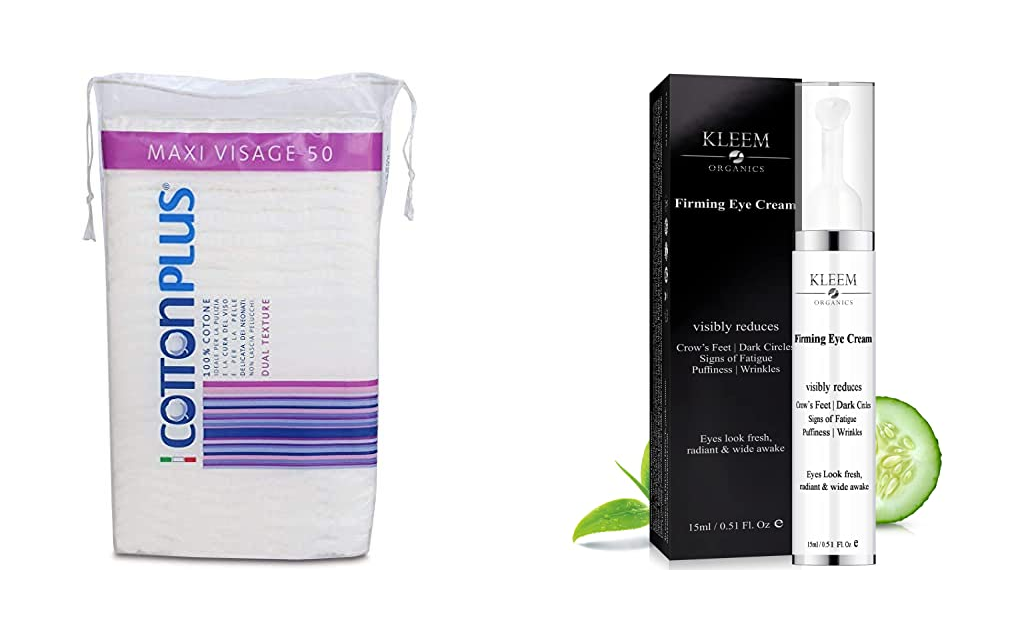 MAXI VISAGE 50
COTTONPLUS®
100% COTONE
IDEALE PER LA PULIZIA
E LA CURA DEL VISO
E PER LA PELLE
DELICATA DEI NEONATI.
NON LASCIA PELUCCHI.
DUAL TEXTURE
KLEEM
ORGANICS
Firming Eye Cream
visibly reduces
Crow's Feet | Dark Circles
Signs of Fatigue
Puffiness | Wrinkles
Eyes look fresh,
radiant & wide awake
15ml / 0.51 Fl. Oz e
KLEEM
ORGANICS
Firming Eye Cream
visibly reduces
Crow's Feet | Dark Circles
Signs of Fatigue
Puffiness | Wrinkles
Eyes Look fresh,
radiant & wide awake
15ml / 0.51 Fl. Oz e